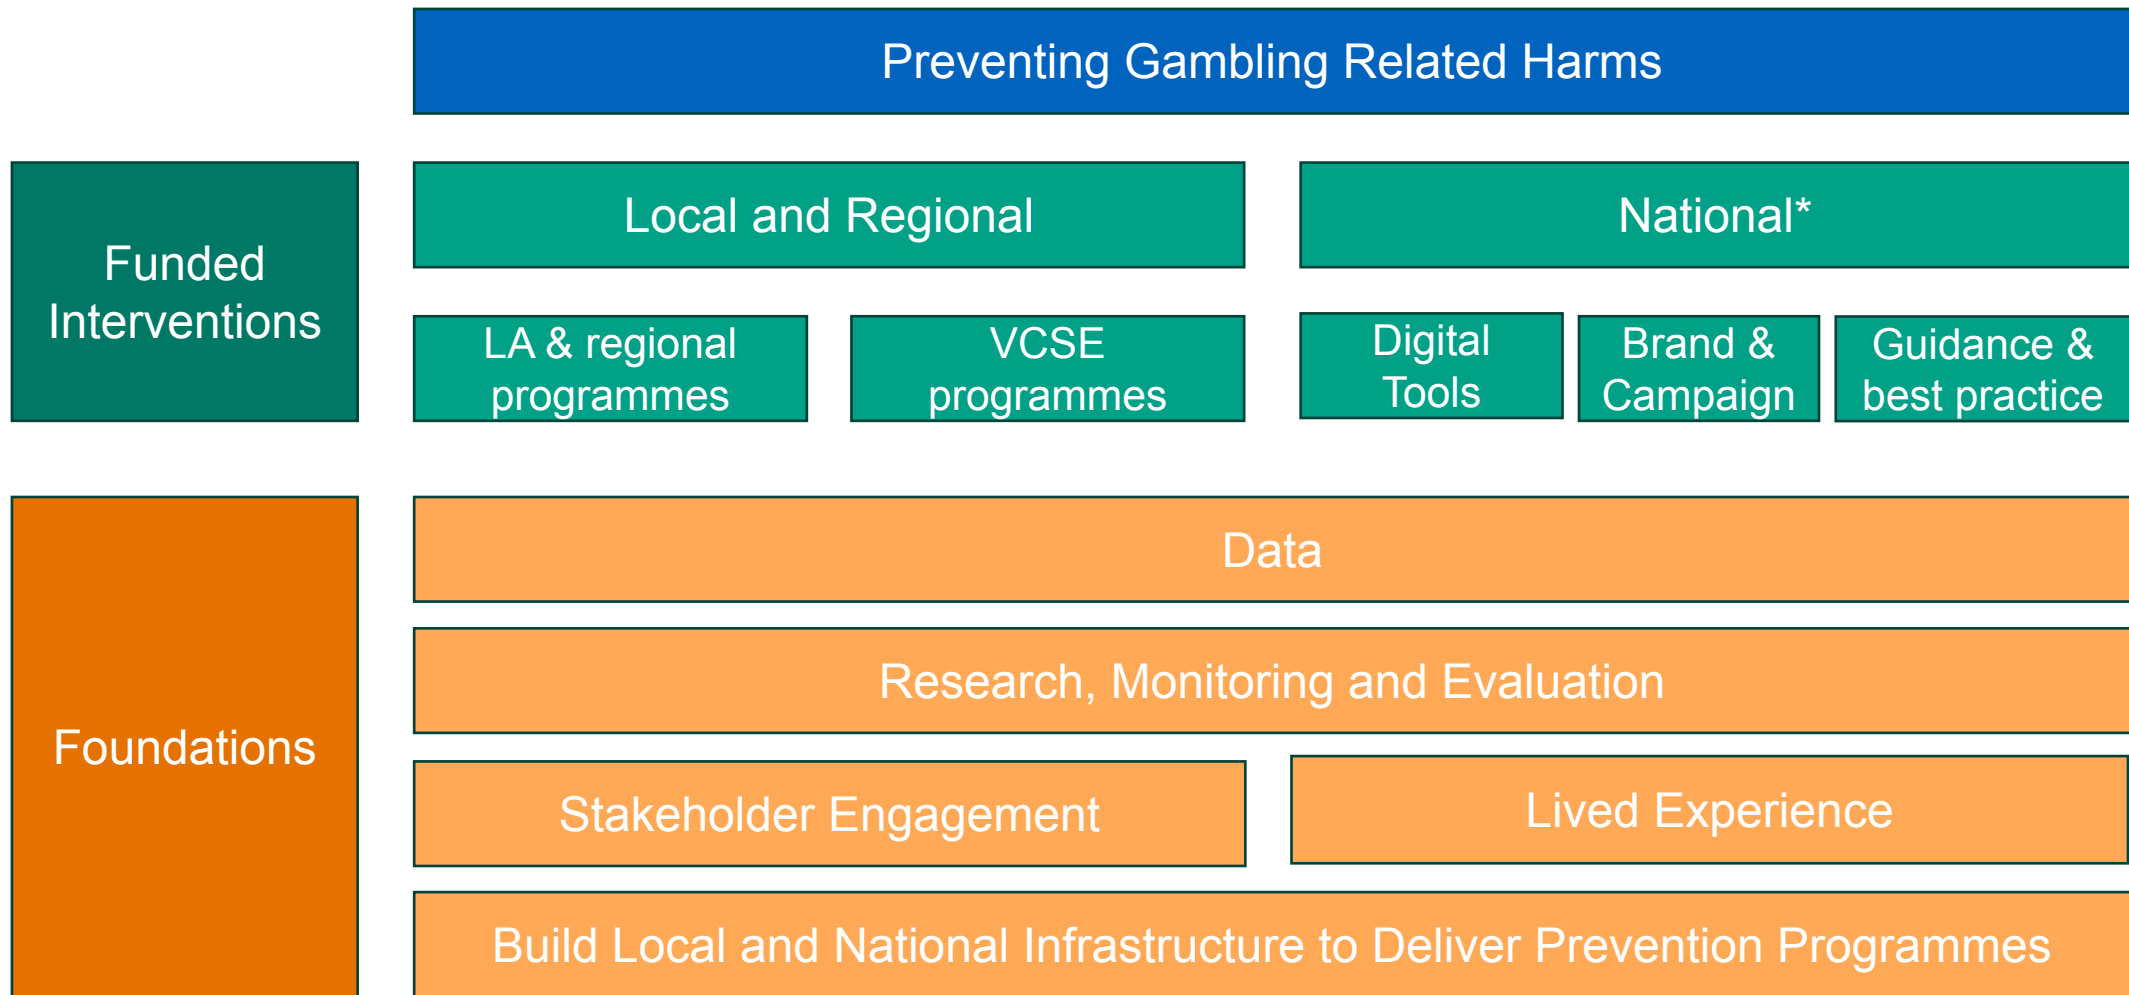 Preventing Gambling Related Harms
Funded
Interventions
Local and Regional
National*
LA & regional
programmes
VCSE
programmes
Digital
Tools
Brand &
Campaign
Guidance &
best practice
Foundations
Data
Research, Monitoring and Evaluation
Stakeholder Engagement
Lived Experience
Build Local and National Infrastructure to Deliver Prevention Programmes